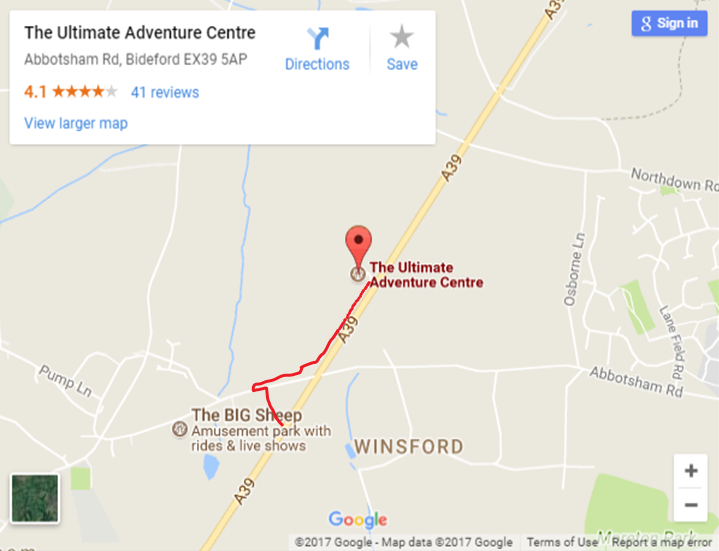 The Ultimate Adventure Centre
Abbotsham Rd, Bideford EX39 5AP
4.1
41 reviews
View larger map
Directions
Save
Sign in
A39
A39
Northdown Rd
The Ultimate
Adventure Centre
Osborne Ln
A39
Lane Field Rd
Pump Ln
Abbotsham Rd
The BIG Sheep
Amusement park with
rides & live shows
WINSFORD
A39
Google
Moreton Park
©2017 Google - Map data ©2017 Google
Terms of Use
Report a map error